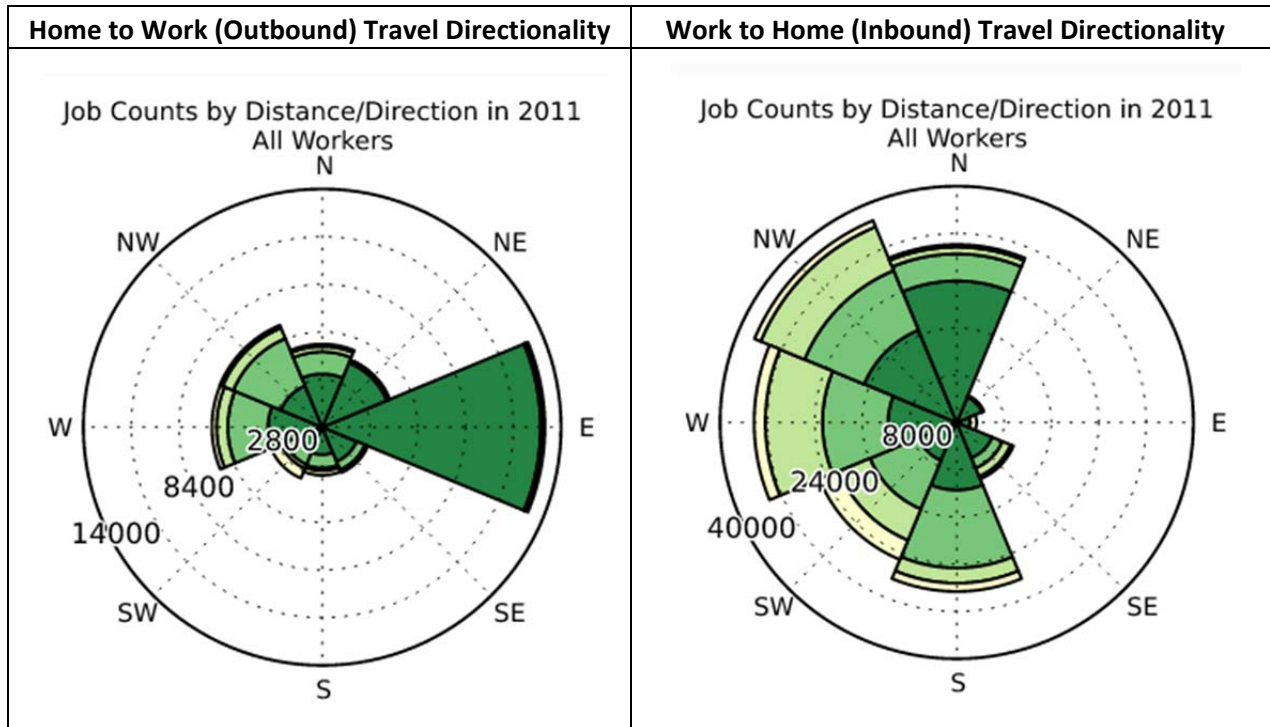 Home to Work (Outbound) Travel Directionality
Work to Home (Inbound) Travel Directionality
Job Counts by Distance/Direction in 2011
All Workers
N
NW
NE
W
E
2800
8400
14000
SW
SE
S
Job Counts by Distance/Direction in 2011
All Workers
N
NW
NE
W
E
8000
24000
40000
SW
SE
S